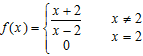 f(x) = { (x + 2)/(x − 2)   x ≠ 2
0   x = 2